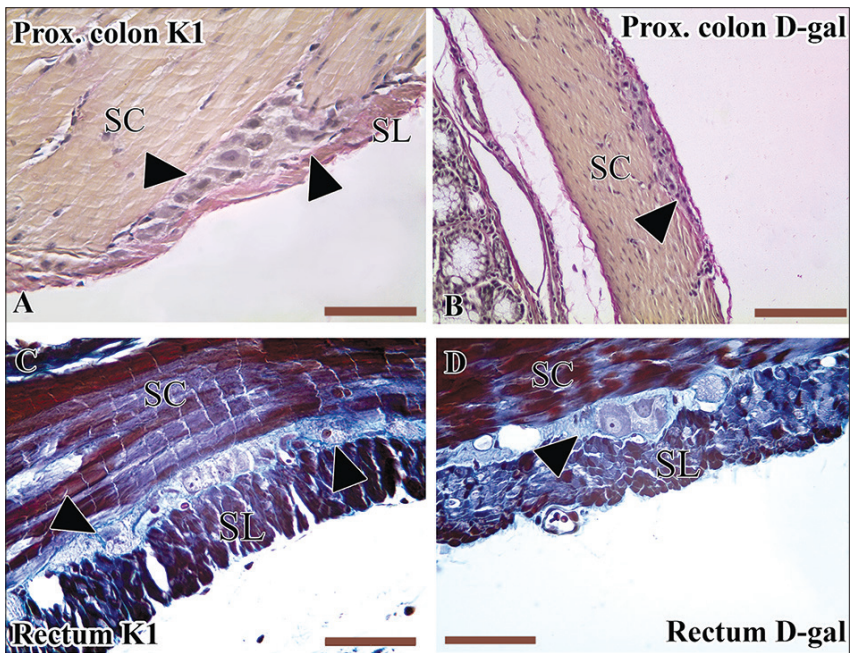 Prox. colon K1
SC
SL
A
Prox. colon D-gal
SC
B
C
SC
SL
Rectum K1
D
SC
SL
Rectum D-gal